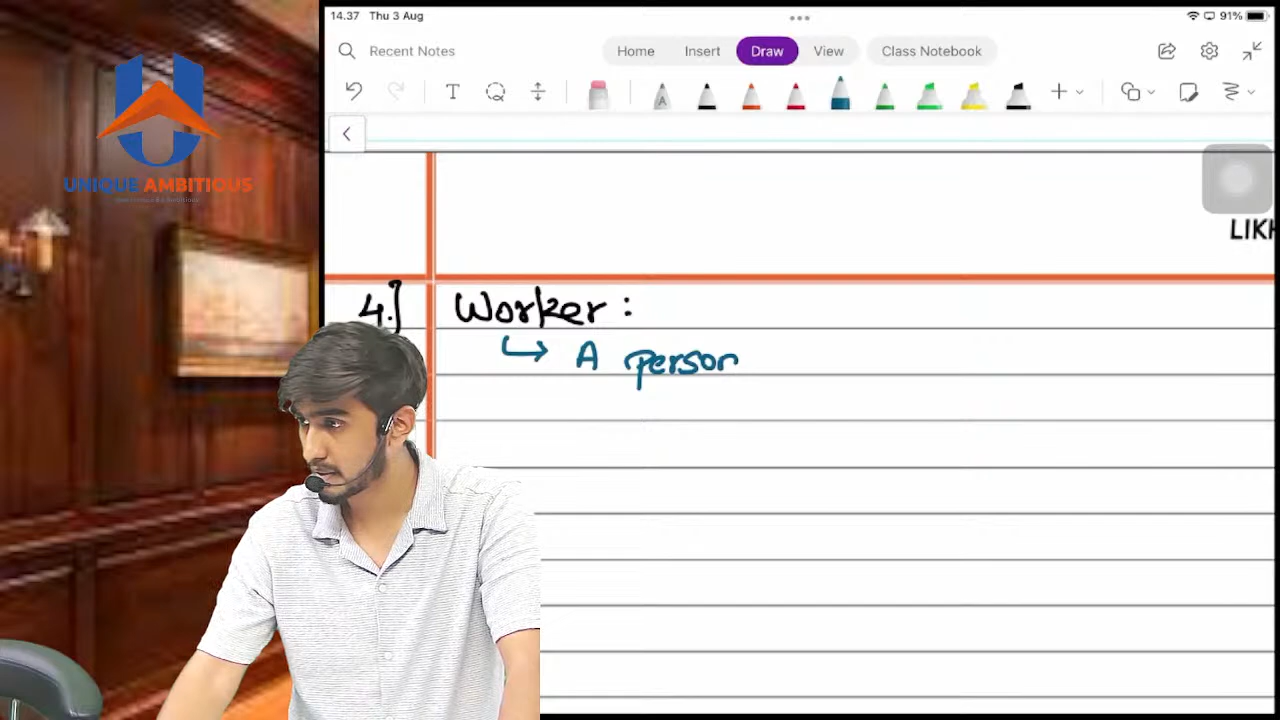 14.37 Thu 3 Aug
91%
Recent Notes
Home Insert Draw View Class Notebook
T
A
UNIQUE AMBITIOUS
LIKH
4.] Worker :
↳ A person